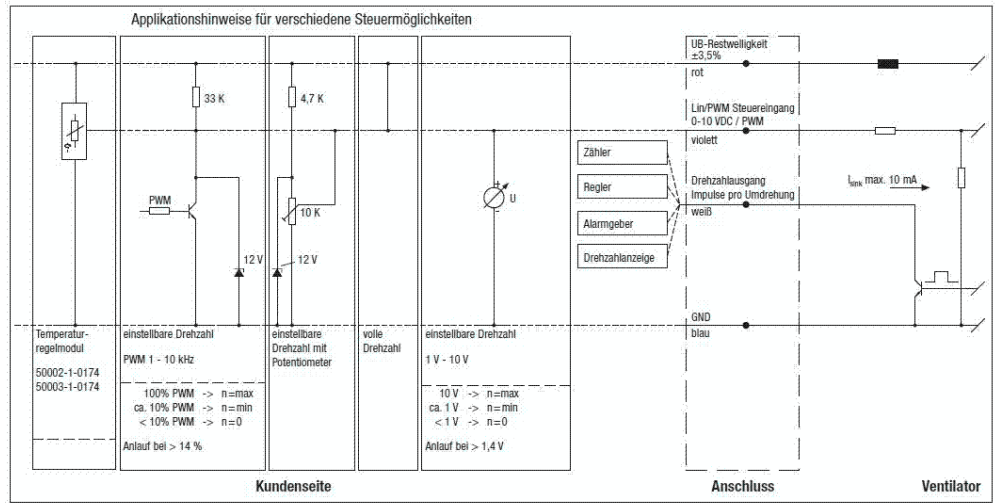 Applikationshinweise für verschiedene Steuermöglichkeiten
UB-Restwelligkeit
±3,5%
rot
33 K
4,7 K
Lin/PWM Steuereingang
0-10 VDC / PWM
violett
Zähler
Regler
Alarmgeber
Drehzahlanzeige
Drehzahlausgang
Impulse pro Umdrehung
weiß
Isink max. 10 mA
PWM
10 K
+
U
-
12 V
12 V
GND
blau
Temperatur-
regelmodul
50002-1-0174
50003-1-0174
einstellbare Drehzahl
PWM 1 - 10 kHz
100% PWM -> n=max
ca. 10% PWM -> n=min
< 10% PWM -> n=0
Anlauf bei > 14 %
einstellbare
Drehzahl mit
Potentiometer
volle
Drehzahl
einstellbare Drehzahl
1 V - 10 V
10 V -> n=max
ca. 1 V -> n=min
< 1 V -> n=0
Anlauf bei > 1,4 V
Kundenseite
Anschluss
Ventilator